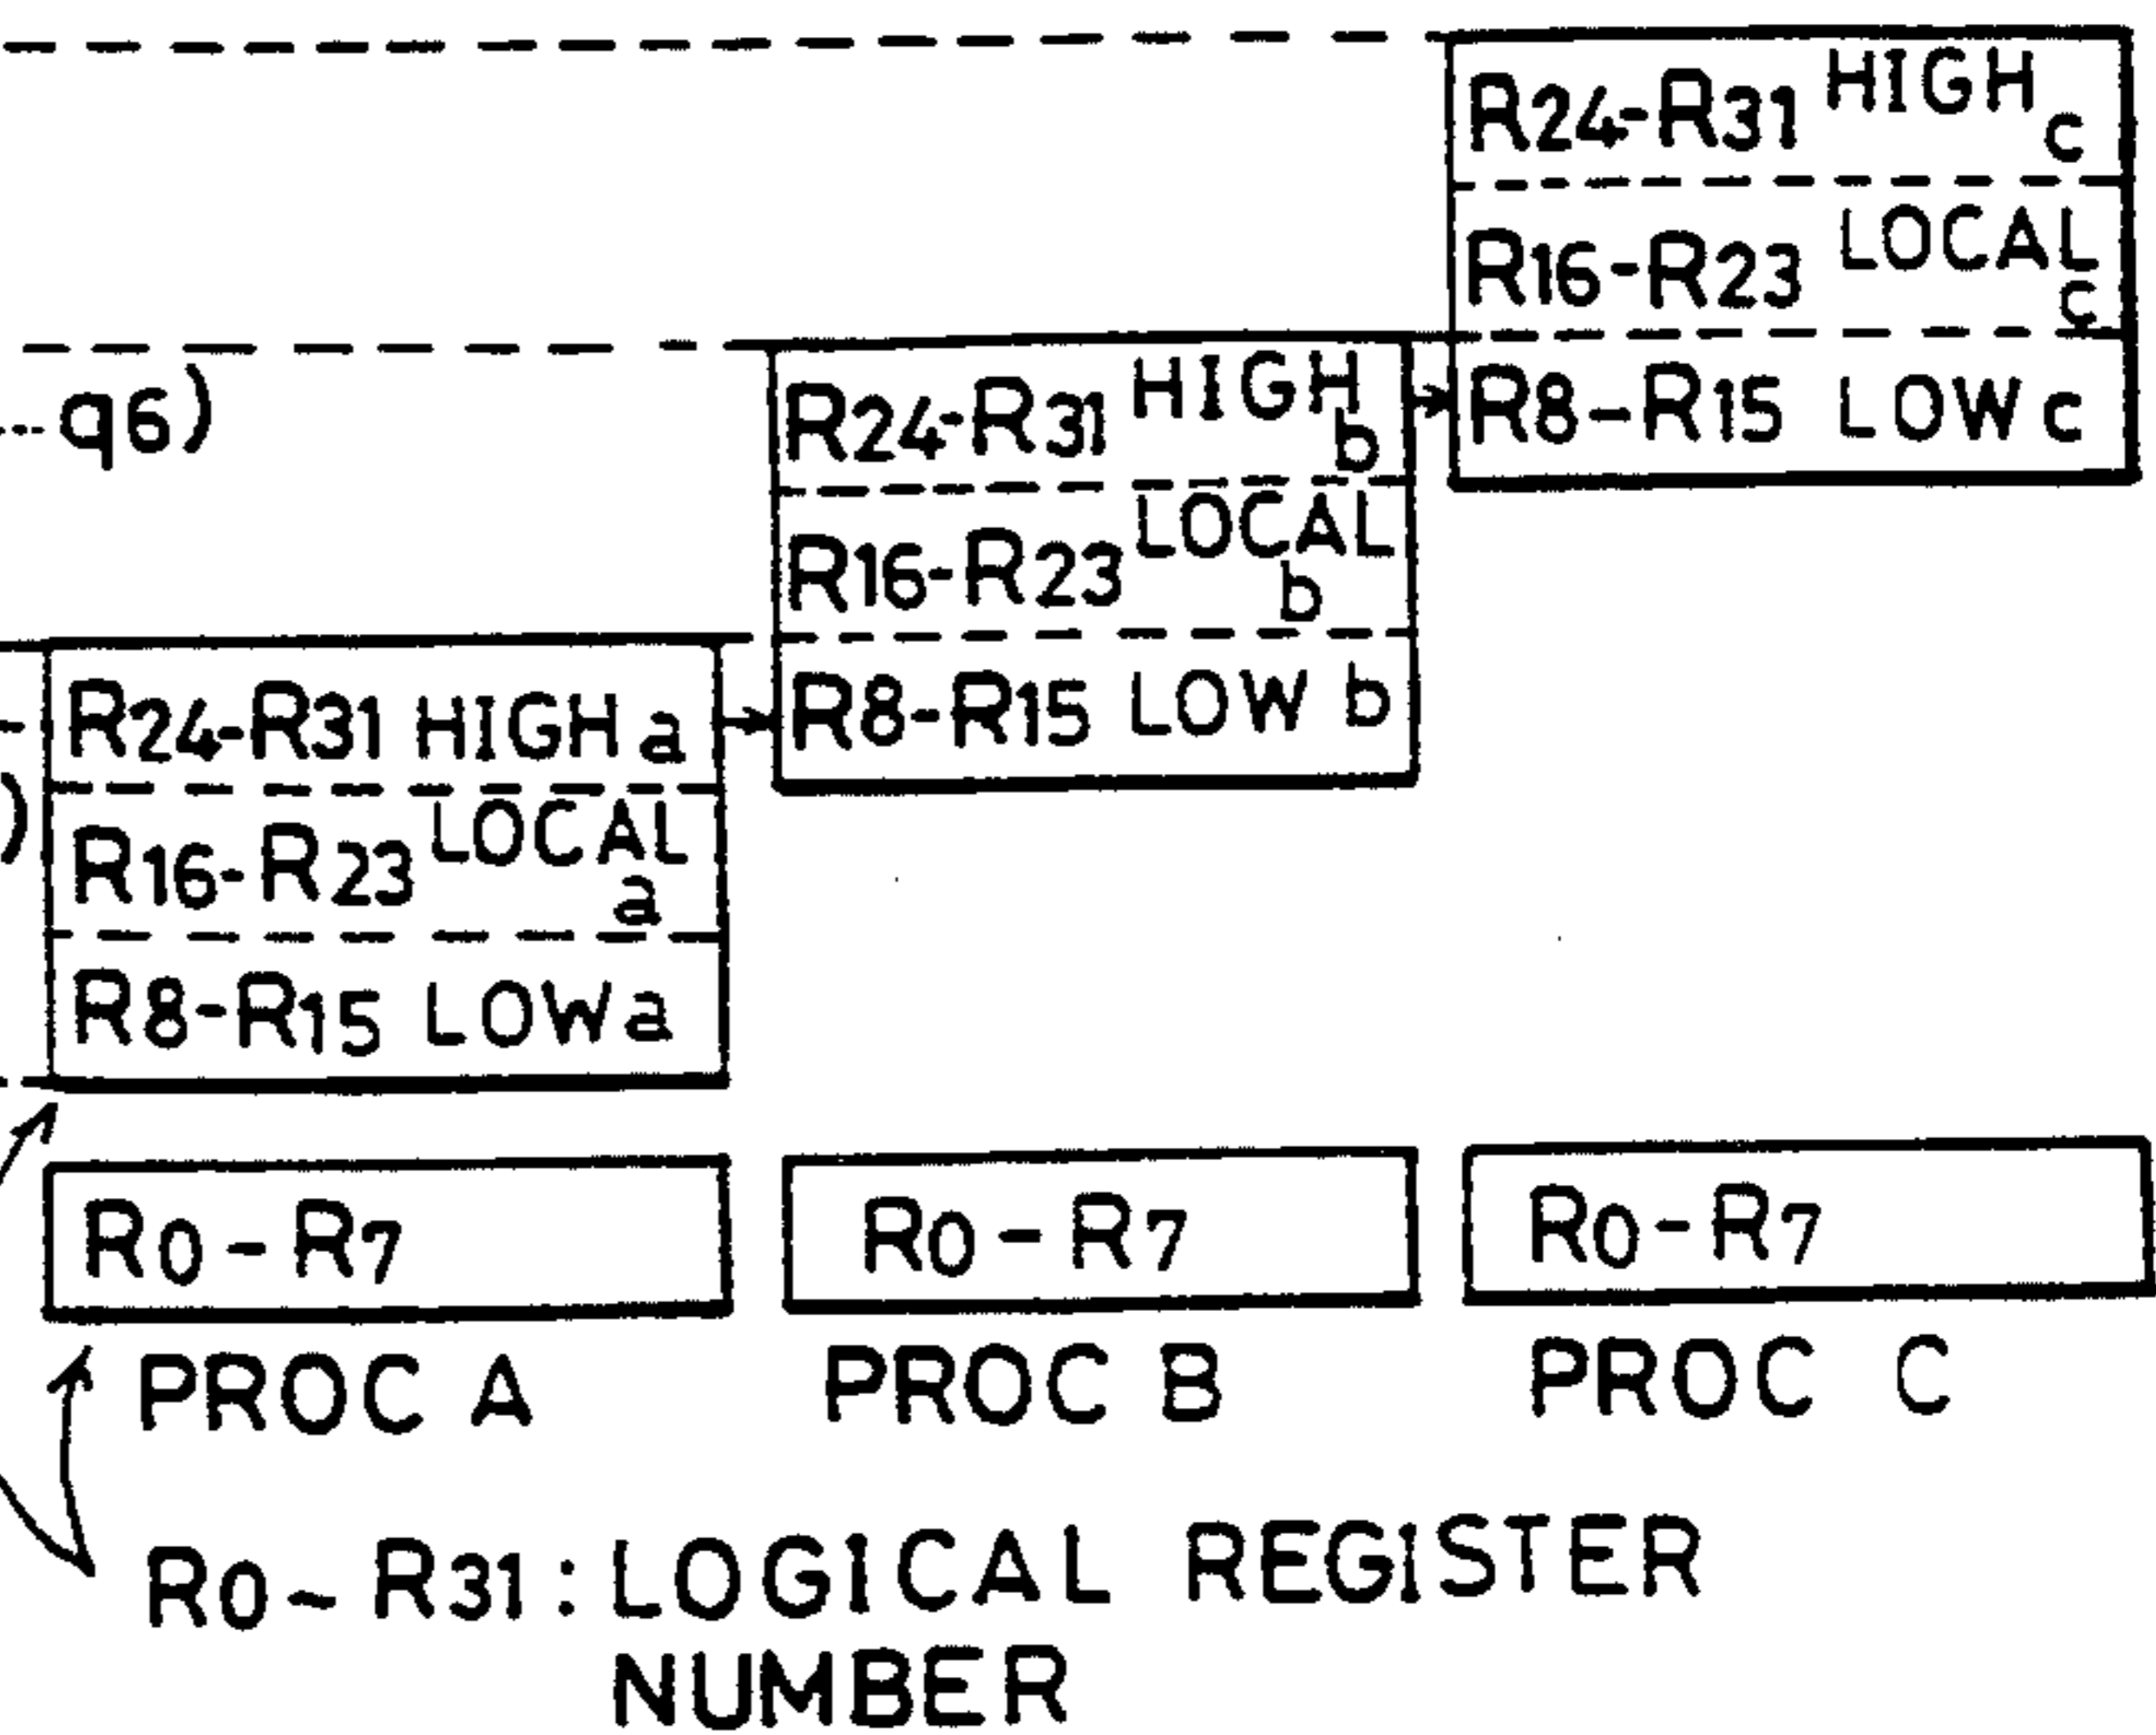 R24-R31 HIGH c
R16-R23 LOCAL c
R8-R15 LOW c
q6)
R24-R31 HIGH b
R16-R23 LOCAL b
R8-R15 LOW b
R24-R31 HIGH a
)
R16-R23 LOCAL a
R8-R15 LOW a
R0-R7 R0-R7 R0-R7
PROC A PROC B PROC C
R0~R31: LOGICAL REGISTER
NUMBER